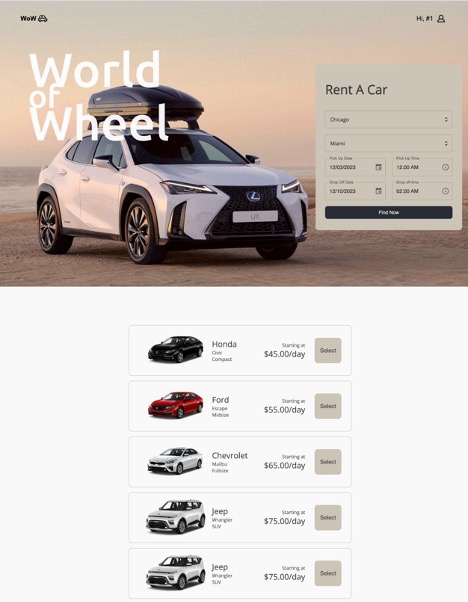 WoW
Hi, #1
World
of
Wheel
Rent A Car
Chicago
Miami
Pick Up Date
Pick Up Time
12/03/2023
12:00 AM
Drop Off Date
Drop off time
12/10/2023
02:00 AM
Find Now
UX
Honda
Civic
Compact
Starting at
$45.00/day
Select
Ford
Escape
Midsize
Starting at
$55.00/day
Select
Chevrolet
Malibu
Fullsize
Starting at
$65.00/day
Select
Jeep
Wrangler
SUV
Starting at
$75.00/day
Select
Jeep
Wrangler
SUV
Starting at
$75.00/day
Select